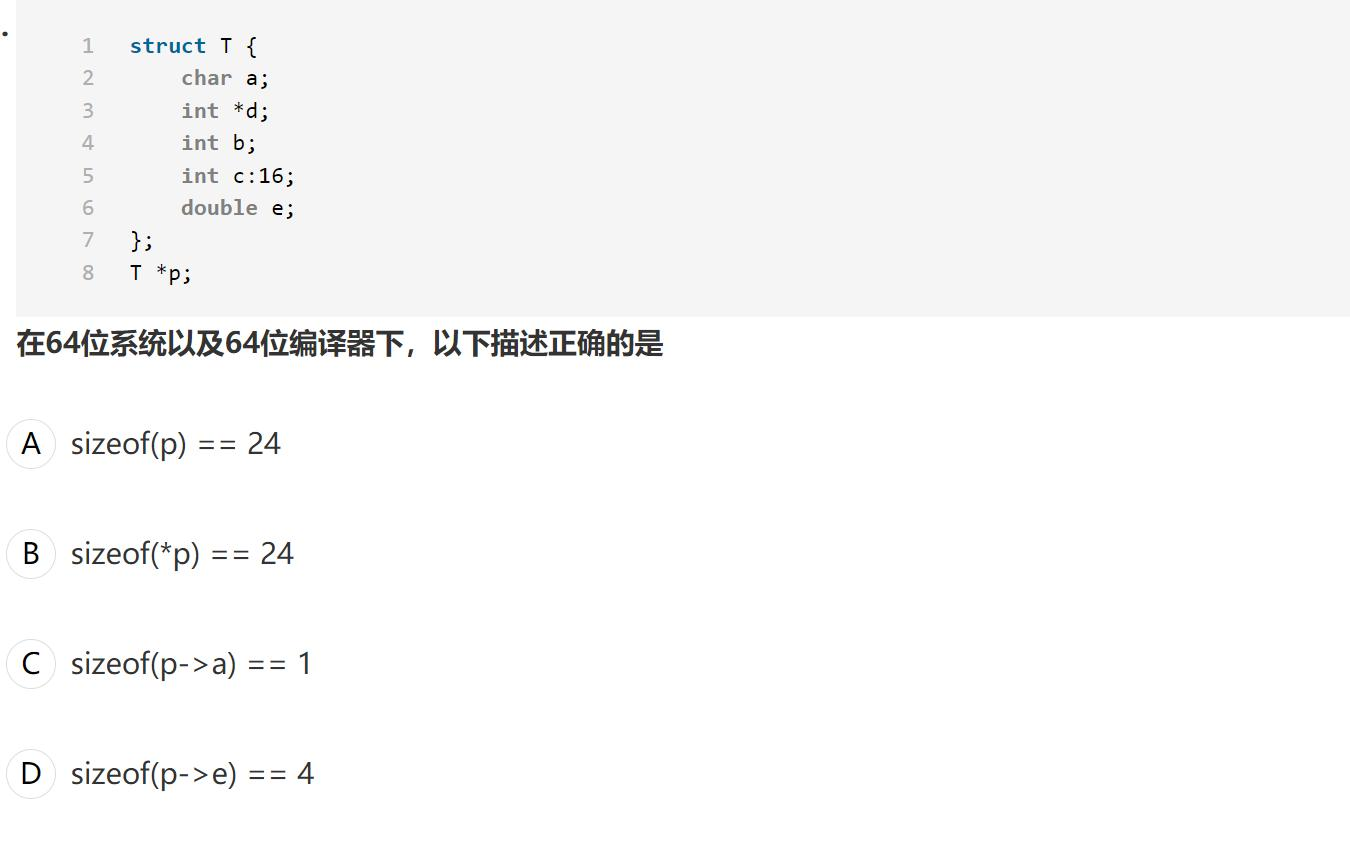 1 struct T {
2 char a;
3 int *d;
4 int b;
5 int c:16;
6 double e;
7 };
8 T *p;
在64位系统以及64位编译器下，以下描述正确的是
A sizeof(p) == 24
B sizeof(*p) == 24
C sizeof(p->a) == 1
D sizeof(p->e) == 4